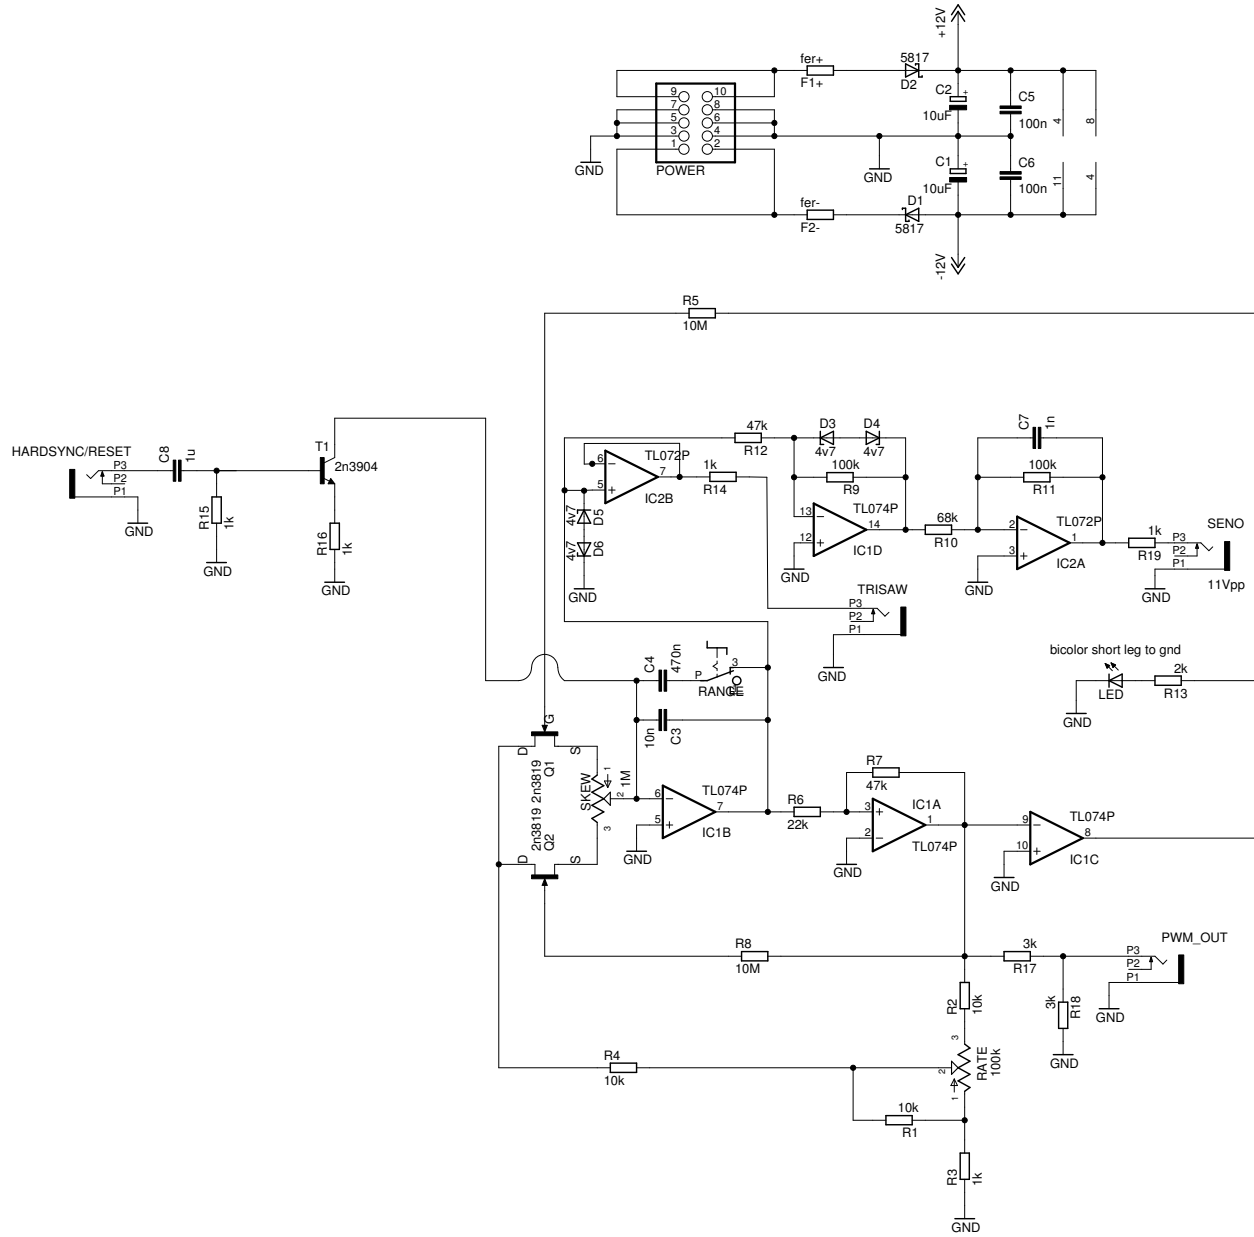 +12V
fer+
F1+
5817
D2
C2
+
10uF
C5
100n
4
8
9
10
7
8
5
6
3
4
1
2
GND
POWER
GND
C1
+
10uF
C6
100n
11
4
fer-
F2-
D1
5817
-12V
R5
10M
HARDSYNC/RESET
P3
P2
P1
GND
C8
1u
R15
1k
GND
T1
2n3904
R16
1k
GND
6
5
7
TL072P
IC2B
4v7
D5
4v7
D6
GND
47k
R12
1k
R14
D3
4v7
D4
4v7
100k
R9
13
12
14
TL074P
IC1D
GND
68k
R10
C7
1n
100k
R11
2
3
1
TL072P
IC2A
GND
1k
R19
SENO
P3
P2
P1
GND
11Vpp
TRISAW
P3
P2
P1
GND
C4
470n
P
3
RANGE
10n
C3
bicolor short leg to gnd
LED
GND
2k
R13
G
D
S
2n3819
Q1
2n3819
Q2
D
S
SKEW
1
2
3
1M
6
5
7
TL074P
IC1B
GND
R6
22k
R7
47k
3
2
1
IC1A
TL074P
GND
9
10
8
TL074P
IC1C
GND
R8
10M
3k
R17
PWM_OUT
P3
P2
P1
GND
3k
R18
GND
R2
10k
3
2
1
RATE
100k
R4
10k
10k
R1
R3
1k
GND